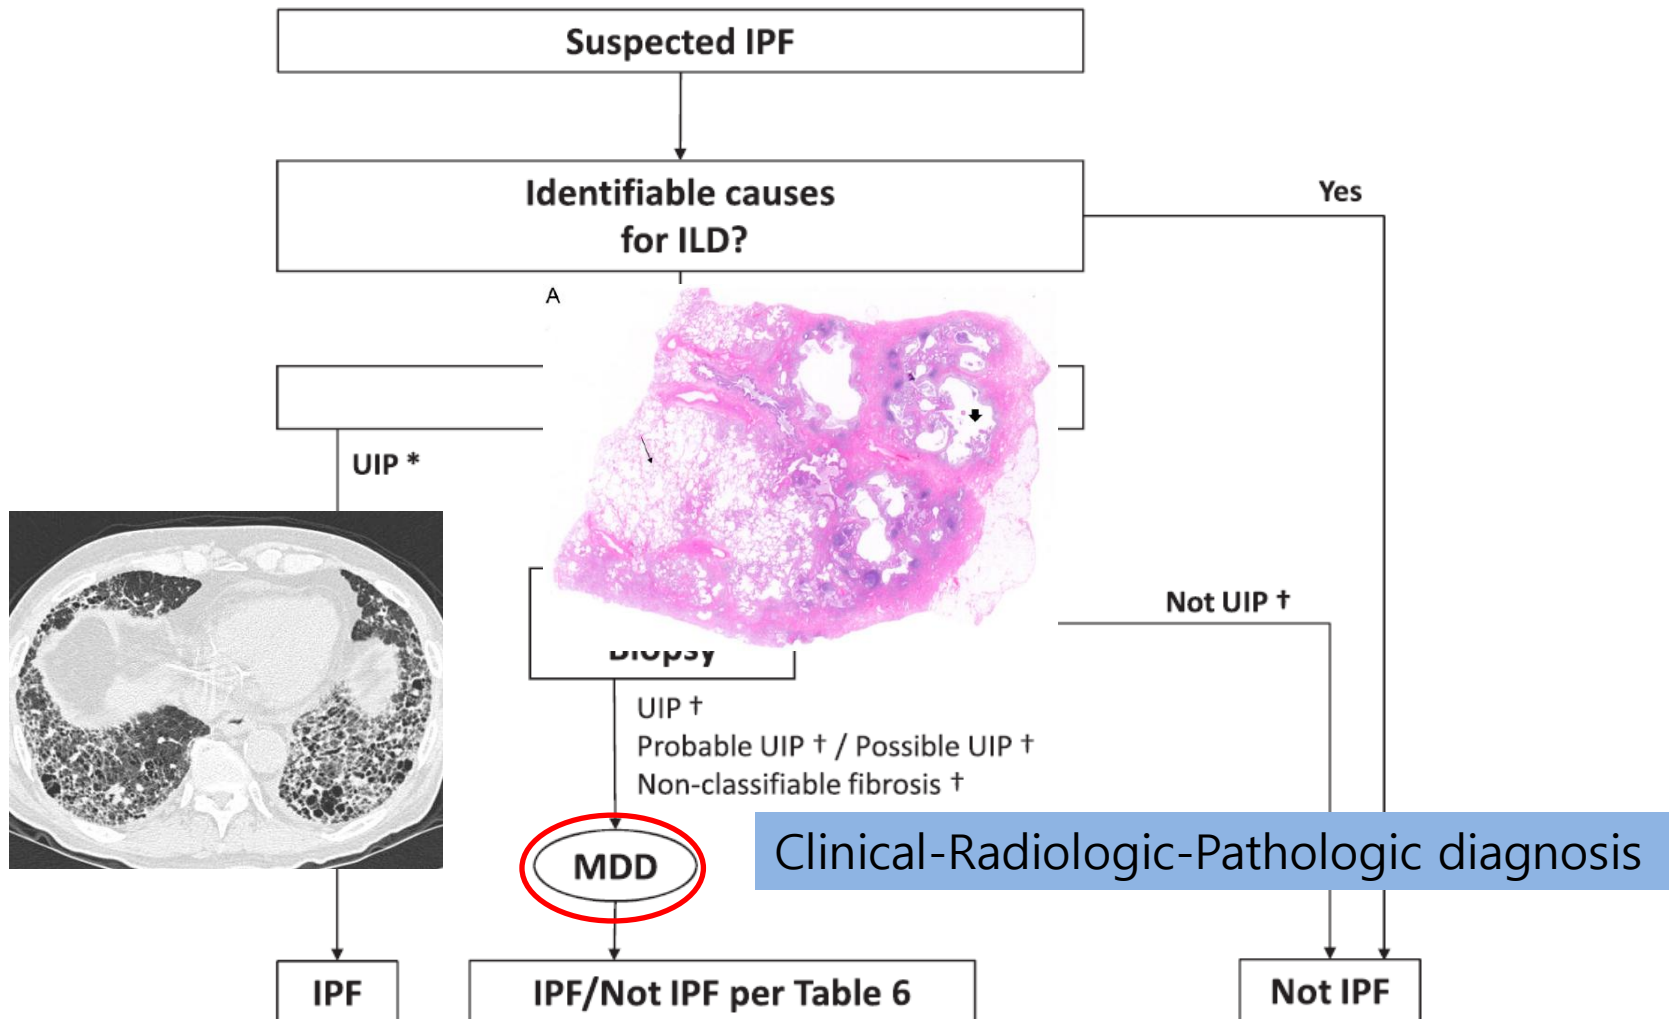 Suspected IPF
Identifiable causes
for ILD?
Yes
A
UIP *
Not UIP †
Biopsy
UIP †
Probable UIP † / Possible UIP †
Non-classifiable fibrosis †
MDD
Clinical-Radiologic-Pathologic diagnosis
IPF
IPF/Not IPF per Table 6
Not IPF